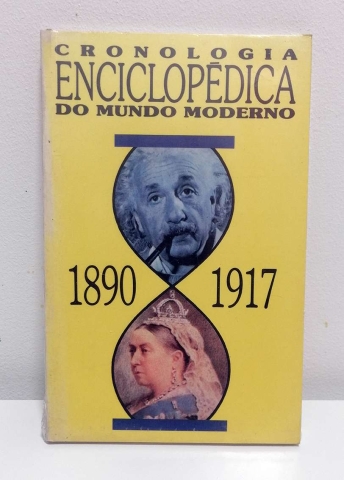 CRONOLOGIA
ENCICLOPÉDICA
DO MUNDO MODERNO
1890 1917